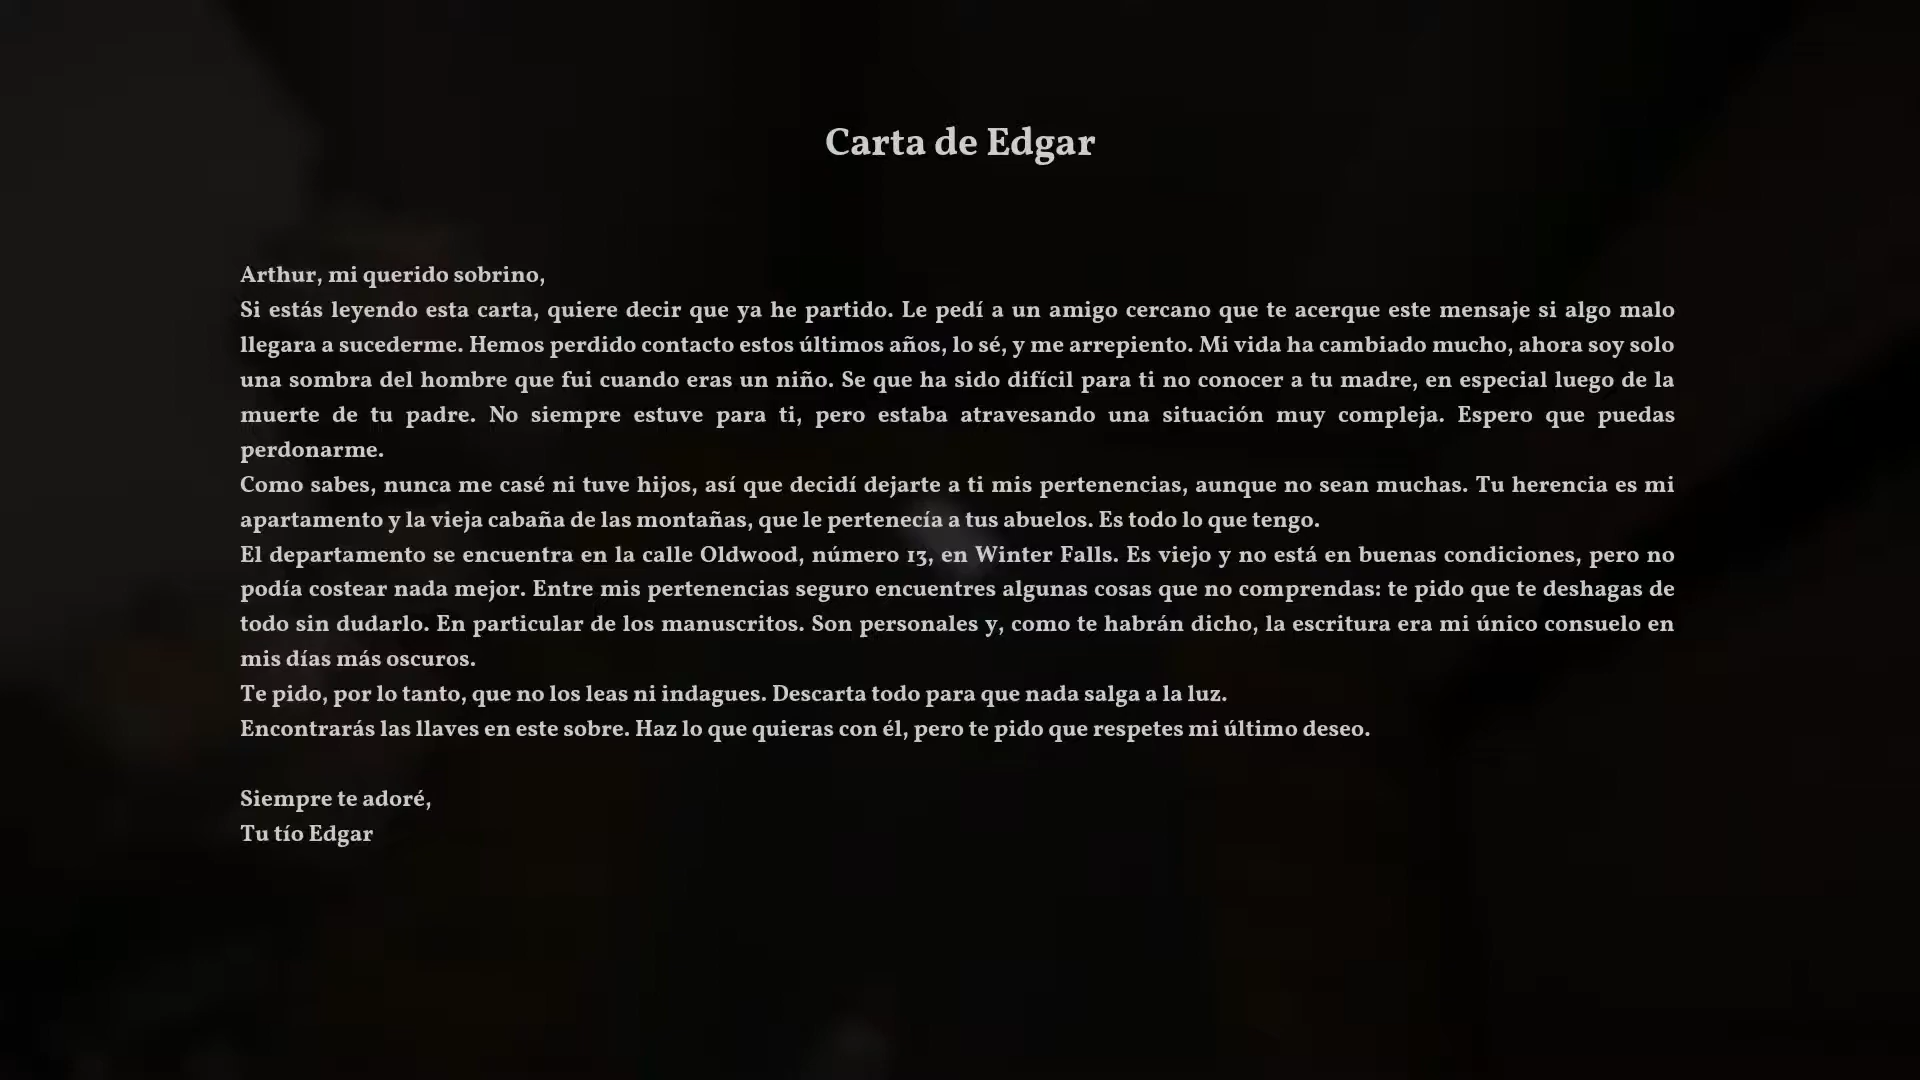 Carta de Edgar
Arthur, mi querido sobrino,
Si estás leyendo esta carta, quiere decir que ya he partido. Le pedí a un amigo cercano que te acerque este mensaje si algo malo
llegara a sucederme. Hemos perdido contacto estos últimos años, lo sé, y me arrepiento. Mi vida ha cambiado mucho, ahora soy solo
una sombra del hombre que fui cuando eras un niño. Se que ha sido difícil para ti no conocer a tu madre, en especial luego de la
muerte de tu padre. No siempre estuve para ti, pero estaba atravesando una situación muy compleja. Espero que puedas
perdonarme.
Como sabes, nunca me casé ni tuve hijos, así que decidí dejarte a ti mis pertenencias, aunque no sean muchas. Tu herencia es mi
apartamento y la vieja cabaña de las montañas, que le pertenecía a tus abuelos. Es todo lo que tengo.
El departamento se encuentra en la calle Oldwood, número 13, en Winter Falls. Es viejo y no está en buenas condiciones, pero no
podía costear nada mejor. Entre mis pertenencias seguro encuentres algunas cosas que no comprendas: te pido que te deshagas de
todo sin dudarlo. En particular de los manuscritos. Son personales y, como te habrán dicho, la escritura era mi único consuelo en
mis días más oscuros.
Te pido, por lo tanto, que no los leas ni indagues. Descarta todo para que nada salga a la luz.
Encontrarás las llaves en este sobre. Haz lo que quieras con él, pero te pido que respetes mi último deseo.
Siempre te adoré,
Tu tío Edgar